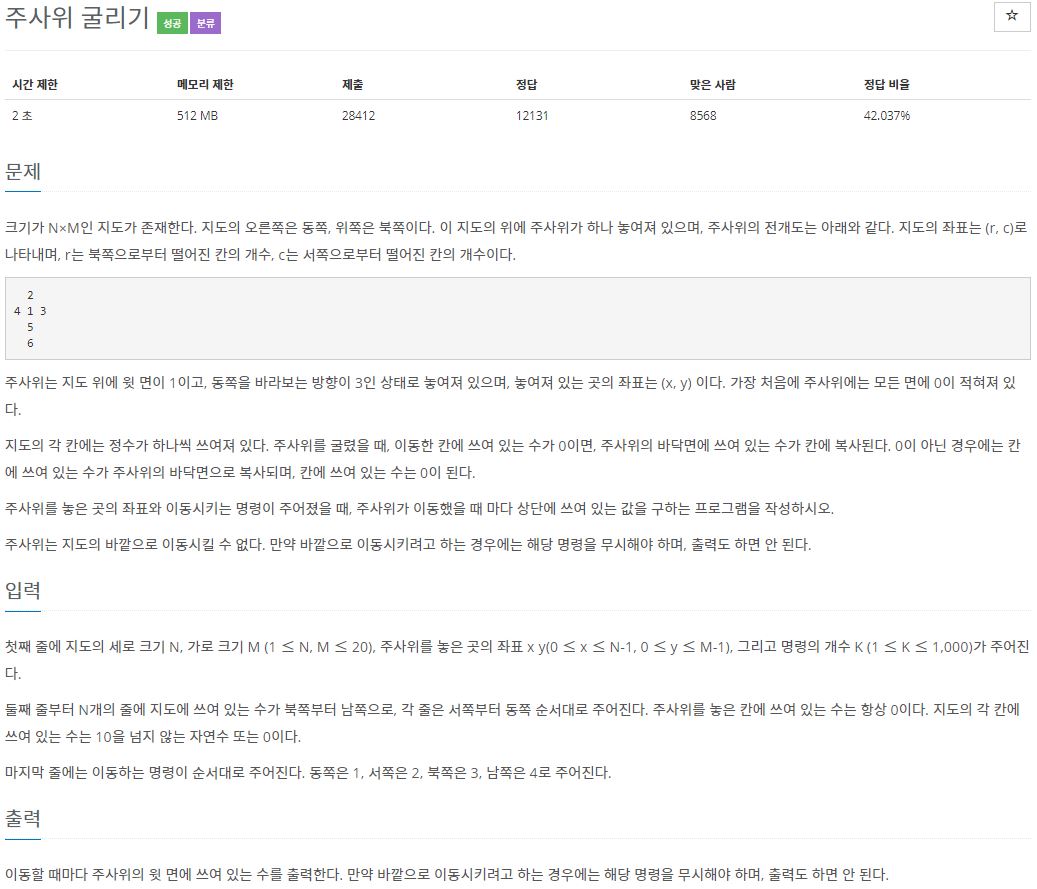 주사위 굴리기 성공 분류
☆
시간 제한 메모리 제한 제출 정답 맞은 사람 정답 비율
2 초 512 MB 28412 12131 8568 42.037%
문제
크기가 N×M인 지도가 존재한다. 지도의 오른쪽은 동쪽, 위쪽은 북쪽이다. 이 지도의 위에 주사위가 하나 놓여져 있으며, 주사위의 전개도는 아래와 같다. 지도의 좌표는 (r, c)로
나타내며, r는 북쪽으로부터 떨어진 칸의 개수, c는 서쪽으로부터 떨어진 칸의 개수이다.
2
4 1 3
5
6
주사위는 지도 위에 윗 면이 1이고, 동쪽을 바라보는 방향이 3인 상태로 놓여져 있으며, 놓여져 있는 곳의 좌표는 (x, y) 이다. 가장 처음에 주사위에는 모든 면에 0이 적혀져 있
다.
지도의 각 칸에는 정수가 하나씩 쓰여져 있다. 주사위를 굴렸을 때, 이동한 칸에 쓰여 있는 수가 0이면, 주사위의 바닥면에 쓰여 있는 수가 칸에 복사된다. 0이 아닌 경우에는 칸
에 쓰여 있는 수가 주사위의 바닥면으로 복사되며, 칸에 쓰여 있는 수는 0이 된다.
주사위를 놓은 곳의 좌표와 이동시키는 명령이 주어졌을 때, 주사위가 이동했을 때 마다 상단에 쓰여 있는 값을 구하는 프로그램을 작성하시오.
주사위는 지도의 바깥으로 이동시킬 수 없다. 만약 바깥으로 이동시키려고 하는 경우에는 해당 명령을 무시해야 하며, 출력도 하면 안 된다.
입력
첫째 줄에 지도의 세로 크기 N, 가로 크기 M (1 ≤ N, M ≤ 20), 주사위를 놓은 곳의 좌표 x y(0 ≤ x ≤ N-1, 0 ≤ y ≤ M-1), 그리고 명령의 개수 K (1 ≤ K ≤ 1,000)가 주어진
다.
둘째 줄부터 N개의 줄에 지도에 쓰여 있는 수가 북쪽부터 남쪽으로, 각 줄은 서쪽부터 동쪽 순서대로 주어진다. 주사위를 놓은 칸에 쓰여 있는 수는 항상 0이다. 지도의 각 칸에
쓰여 있는 수는 10을 넘지 않는 자연수 또는 0이다.
마지막 줄에는 이동하는 명령이 순서대로 주어진다. 동쪽은 1, 서쪽은 2, 북쪽은 3, 남쪽은 4로 주어진다.
출력
이동할 때마다 주사위의 윗 면에 쓰여 있는 수를 출력한다. 만약 바깥으로 이동시키려고 하는 경우에는 해당 명령을 무시해야 하며, 출력도 하면 안 된다.